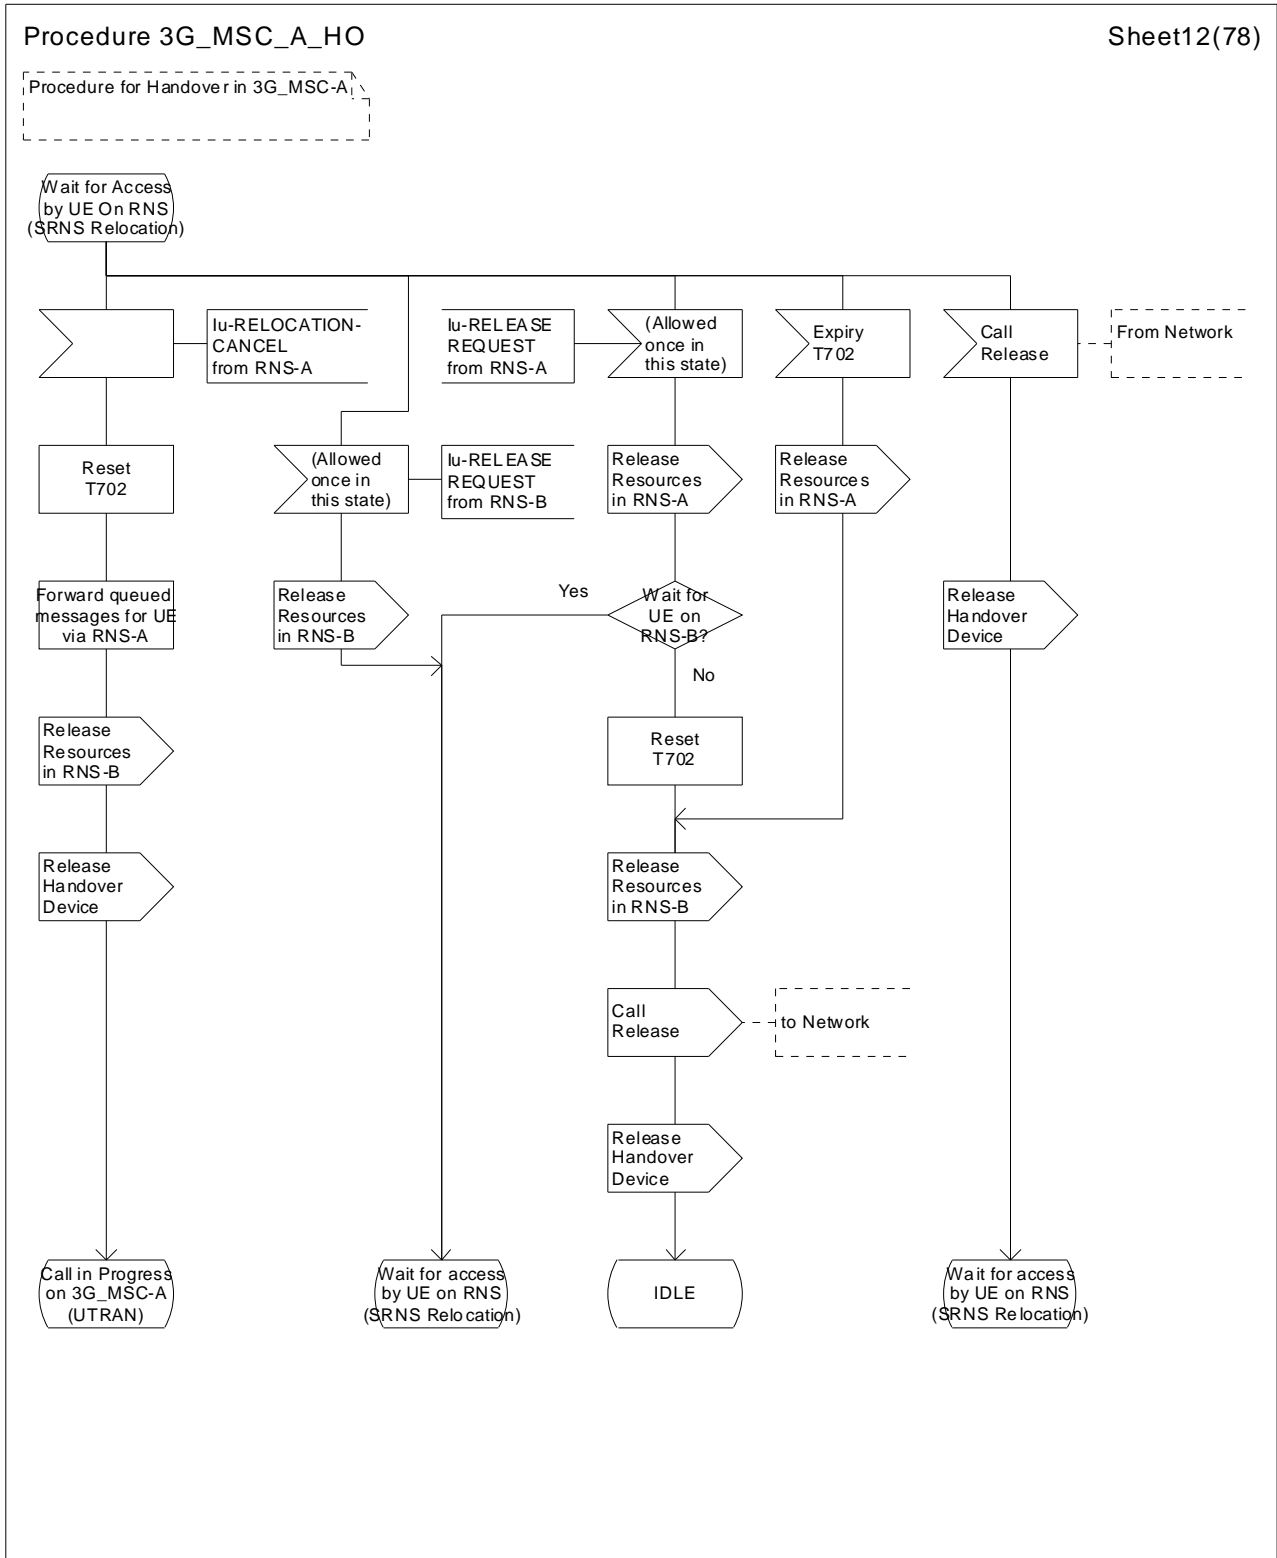 Procedure 3G_MSC_A_HO
Sheet12(78)
Procedure for Handover in 3G_MSC-A
Wait for Access
by UE On RNS
(SRNS Relocation)
Iu-RELOCATION-
CANCEL
from RNS-A
Iu-RELEASE
REQUEST
from RNS-A
(Allowed
once in
this state)
Expiry
T702
Call
Release
From Network
Reset
T702
(Allowed
once in
this state)
Iu-RELEASE
REQUEST
from RNS-B
Release
Resources
in RNS-A
Release
Resources
in RNS-A
Forward queued
messages for UE
via RNS-A
Release
Resources
in RNS-B
Yes
Wait for
UE on
RNS-B?
No
Release
Handover
Device
Release
Resources
in RNS-B
Reset
T702
Release
Handover
Device
Release
Resources
in RNS-B
Call
Release
to Network
Release
Handover
Device
Call in Progress
on 3G_MSC-A
(UTRAN)
Wait for access
by UE on RNS
(SRNS Relocation)
IDLE
Wait for access
by UE on RNS
(SRNS Relocation)